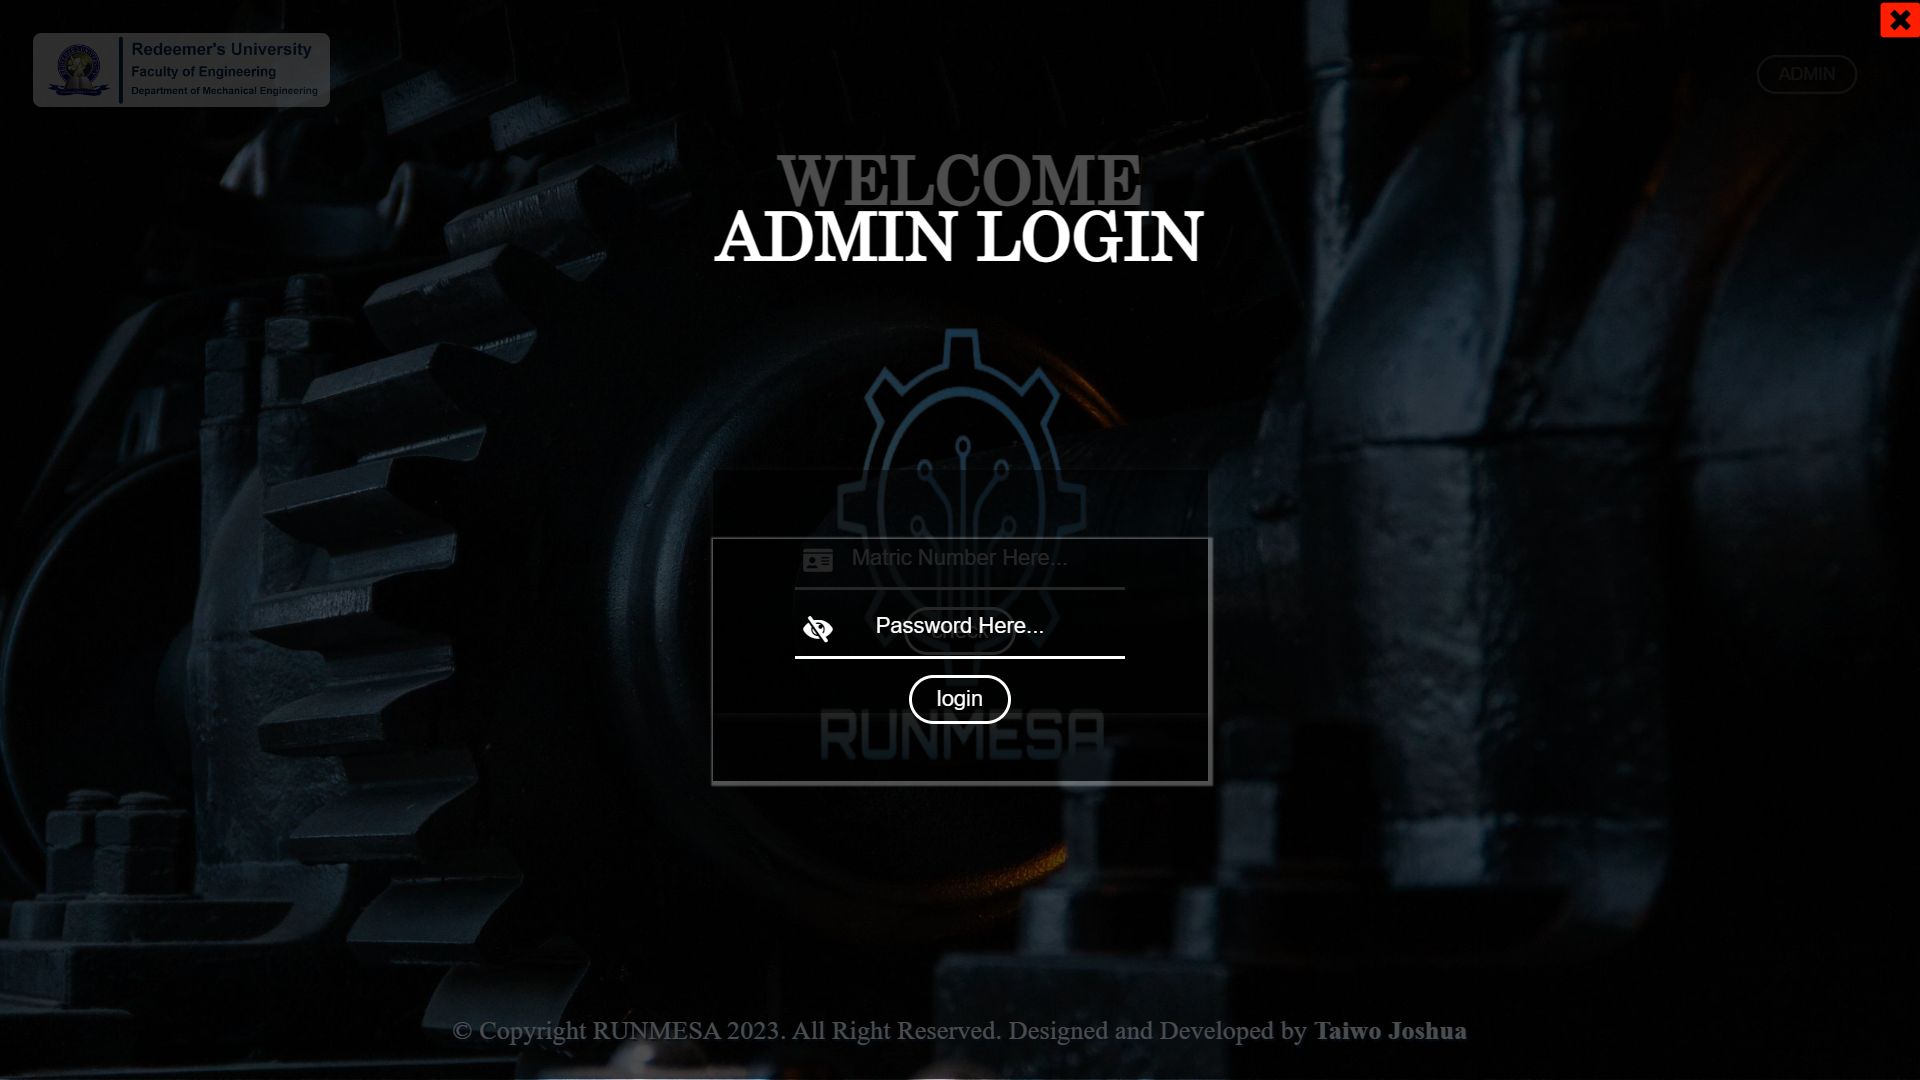 Redeemer's University
Faculty of Engineering
Department of Mechanical Engineering
ADMIN
WELCOME
ADMIN LOGIN
Matric Number Here...
Password Here...
check
login
RUNMESA
© Copyright RUNMESA 2023. All Right Reserved. Designed and Developed by Taiwo Joshua